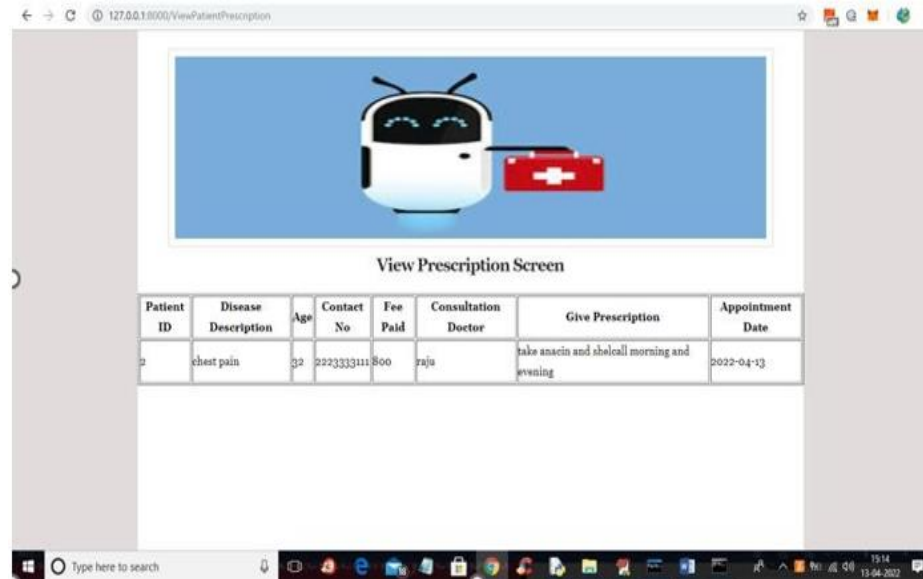 127.0.0.1:8000/ViewPatientPrescription
View Prescription Screen
Patient ID Disease Description Age Contact No Fee Paid Consultation Doctor Give Prescription Appointment Date
2 chest pain 32 2223333111 800 raju take anacin and shelcall morning and evening 2022-04-13
Type here to search
15:14
13-04-2022